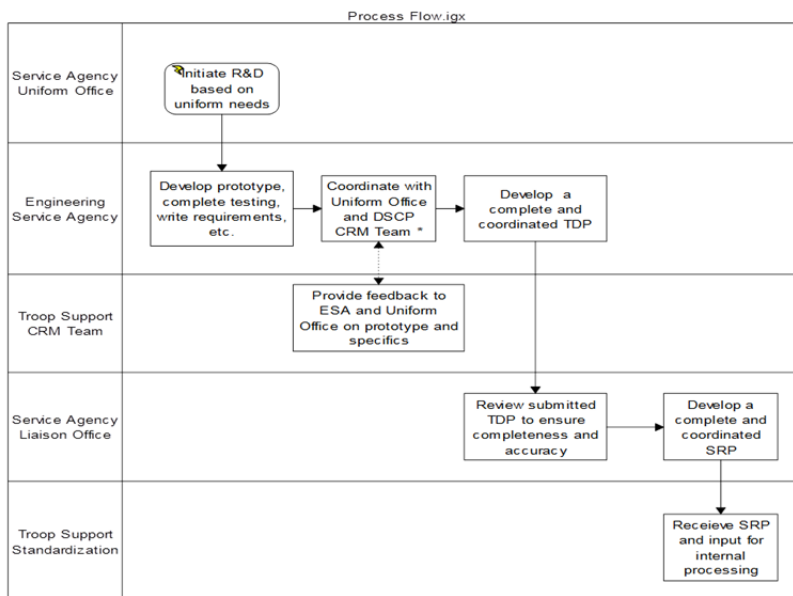 Process Flow.igx
Service Agency
Uniform Office
Initiate R&D
based on
uniform needs
Engineering
Service Agency
Develop prototype,
complete testing,
write requirements,
etc.
Coordinate with
Uniform Office
and DSCP
CRM Team *
Develop a
complete and
coordinated TDP
Troop Support
CRM Team
Provide feedback to
ESA and Uniform
Office on prototype and
specifics
Service Agency
Liaison Office
Review submitted
TDP to ensure
completeness and
accuracy
Develop a
complete and
coordinated
SRP
Troop Support
Standardization
Receieve SRP
and input for
internal
processing